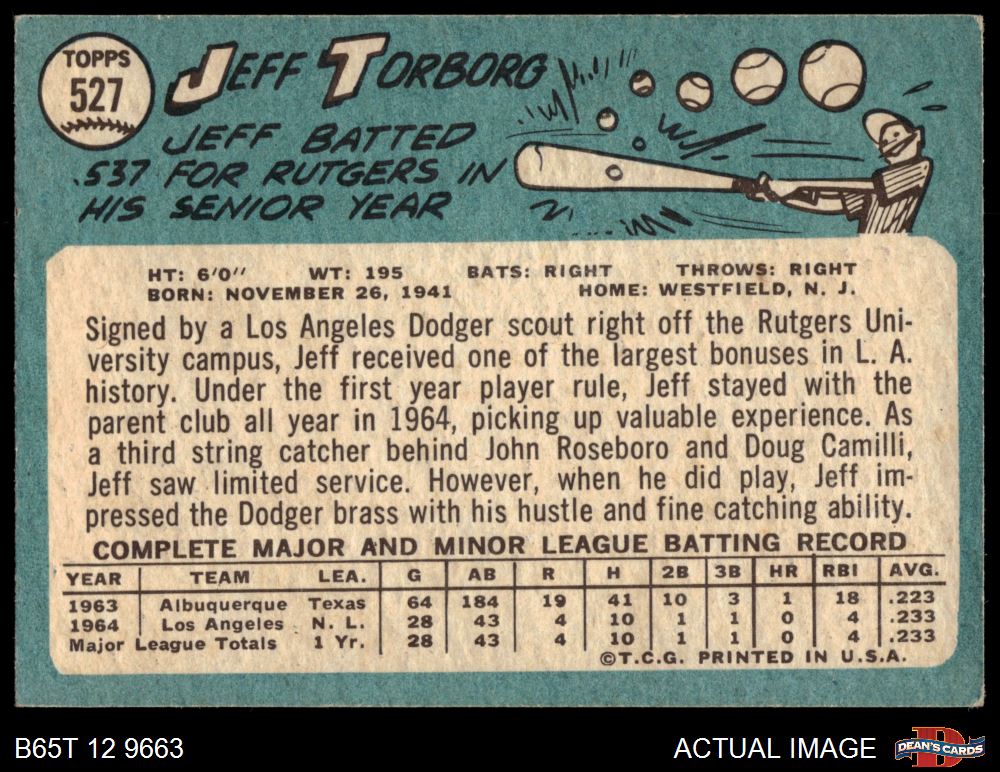 TOPPS
527
JEFF TORBORG
JEFF BATTED
.537 FOR RUTGERS IN
HIS SENIOR YEAR
HT: 6'0" WT: 195 BATS: RIGHT THROWS: RIGHT
BORN: NOVEMBER 26, 1941 HOME: WESTFIELD, N. J.
Signed by a Los Angeles Dodger scout right off the Rutgers Uni-
versity campus, Jeff received one of the largest bonuses in L. A.
history. Under the first year player rule, Jeff stayed with the
parent club all year in 1964, picking up valuable experience. As
a third string catcher behind John Roseboro and Doug Camilli,
Jeff saw limited service. However, when he did play, Jeff im-
pressed the Dodger brass with his hustle and fine catching ability.
COMPLETE MAJOR AND MINOR LEAGUE BATTING RECORD
YEAR TEAM LEA. G AB R H 2B 3B HR RBI AVG.
1963 Albuquerque Texas 64 184 19 41 10 3 1 18 .223
1964 Los Angeles N. L. 28 43 4 10 1 1 0 4 .233
Major League Totals 1 Yr. 28 43 4 10 1 1 0 4 .233
©T.C.G. PRINTED IN U.S.A.
B65T 12 9663 ACTUAL IMAGE DEAN'S CARDS